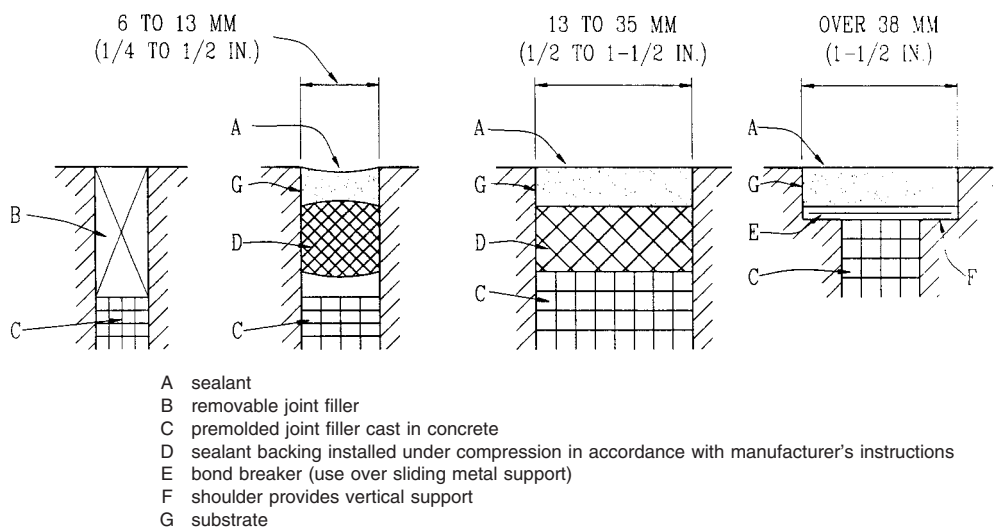 6 TO 13 MM
(1/4 TO 1/2 IN.)
13 TO 35 MM
(1/2 TO 1-1/2 IN.)
OVER 38 MM
(1-1/2 IN.)
A
A
A
G
G
G
B
D
D
E
C
C
C
C
F
A sealant
B removable joint filler
C premolded joint filler cast in concrete
D sealant backing installed under compression in accordance with manufacturer's instructions
E bond breaker (use over sliding metal support)
F shoulder provides vertical support
G substrate